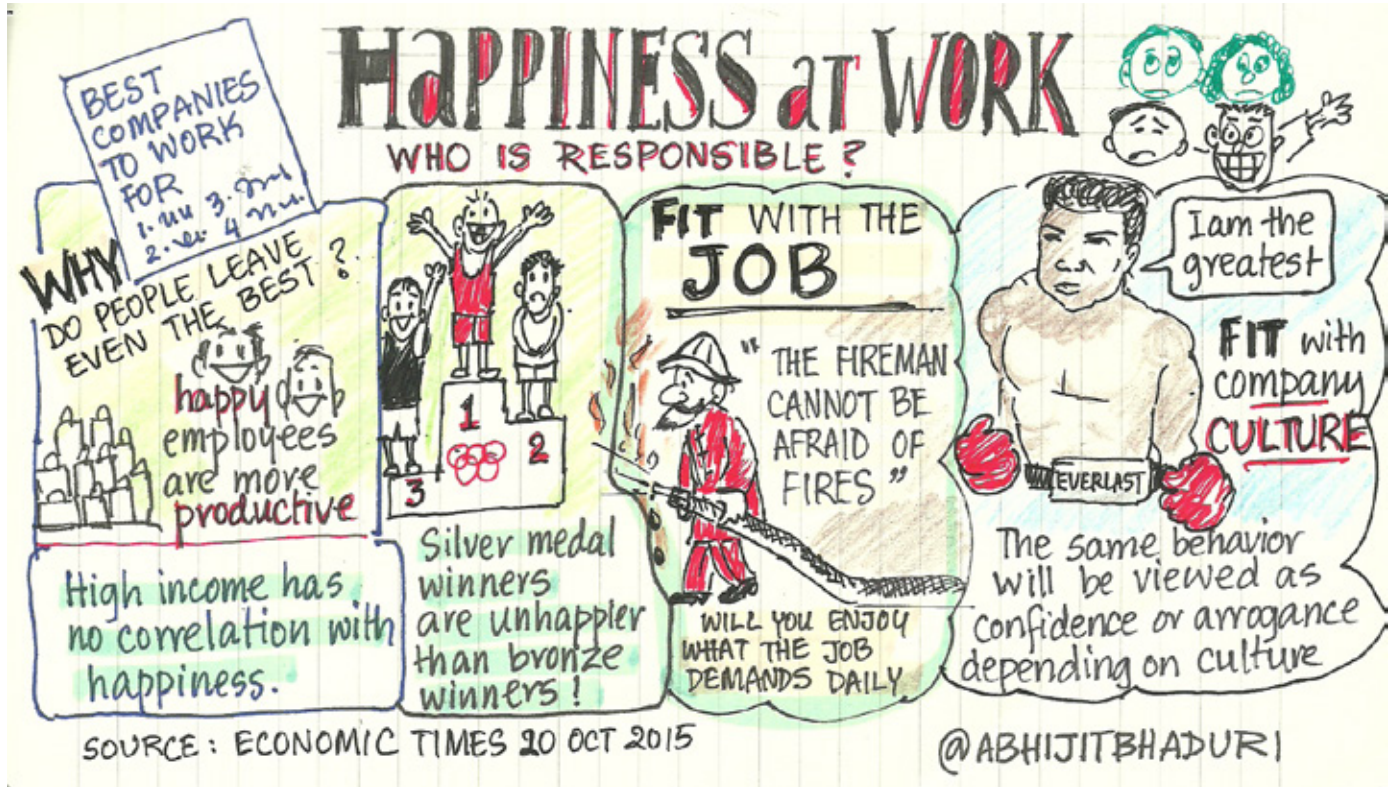 HAPPINESS at WORK
WHO IS RESPONSIBLE?
BEST
COMPANIES
TO WORK
FOR
1.
3.
2.
4
WHY
DO PEOPLE LEAVE
EVEN THE BEST?
happy
employees
are more
productive
High income has
no correlation with
happiness.
1
2
3
Silver medal
winners
are unhappier
than bronze
winners!
FIT WITH THE
JOB
"THE FIREMAN
CANNOT BE
AFRAID OF
FIRES"
WILL YOU ENJOY
WHAT THE JOB
DEMANDS DAILY
I am the
greatest
FIT with
company
CULTURE
EVERLAST
The same behavior
will be viewed as
confidence or arrogance
depending on culture
SOURCE: ECONOMIC TIMES 20 OCT 2015
@ABHIJITBHADURI